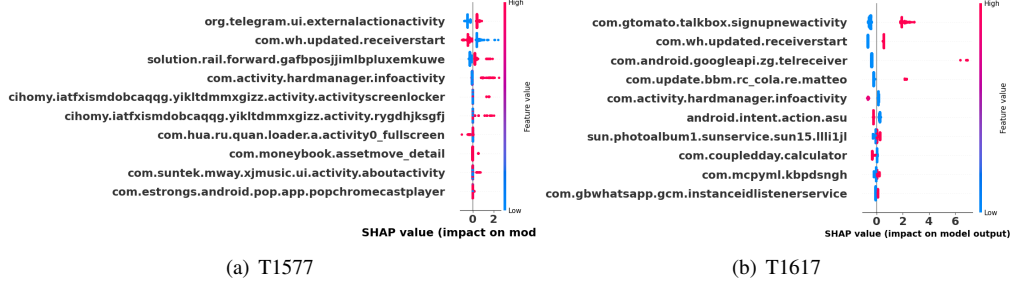 High
org.telegram.ui.externalactionactivity
com.wh.updated.receiverstart
solution.rail.forward.gafbposjjimlbpluxemkuwe
com.activity.hardmanager.infoactivity
cihomy.iatfxismdobcaqqg.yikltdmmxgizz.activity.activityscreenlocker
cihomy.iatfxismdobcaqqg.yikltdmmxgizz.activity.rygdhjksgfj
com.hua.ru.quan.loader.a.activity0_fullscreen
com.moneybook.assetmove_detail
com.suntek.mway.xjmusic.ui.activity.aboutactivity
com.estrongs.android.pop.app.popchromecastplayer
Feature value
Low
0 2
SHAP value (impact on mod
(a) T1577
High
com.gtomato.talkbox.signupnewactivity
com.wh.updated.receiverstart
com.android.googleapi.zg.telreceiver
com.update.bbm.rc_cola.re.matteo
com.activity.hardmanager.infoactivity
android.intent.action.asu
sun.photoalbum1.sunservice.sun15.llli1jl
com.coupledday.calculator
com.mcpyml.kbpdsngh
com.gbwhatsapp.gcm.instanceidlistenerservice
Feature value
Low
0 2 4 6
SHAP value (impact on model output)
(b) T1617